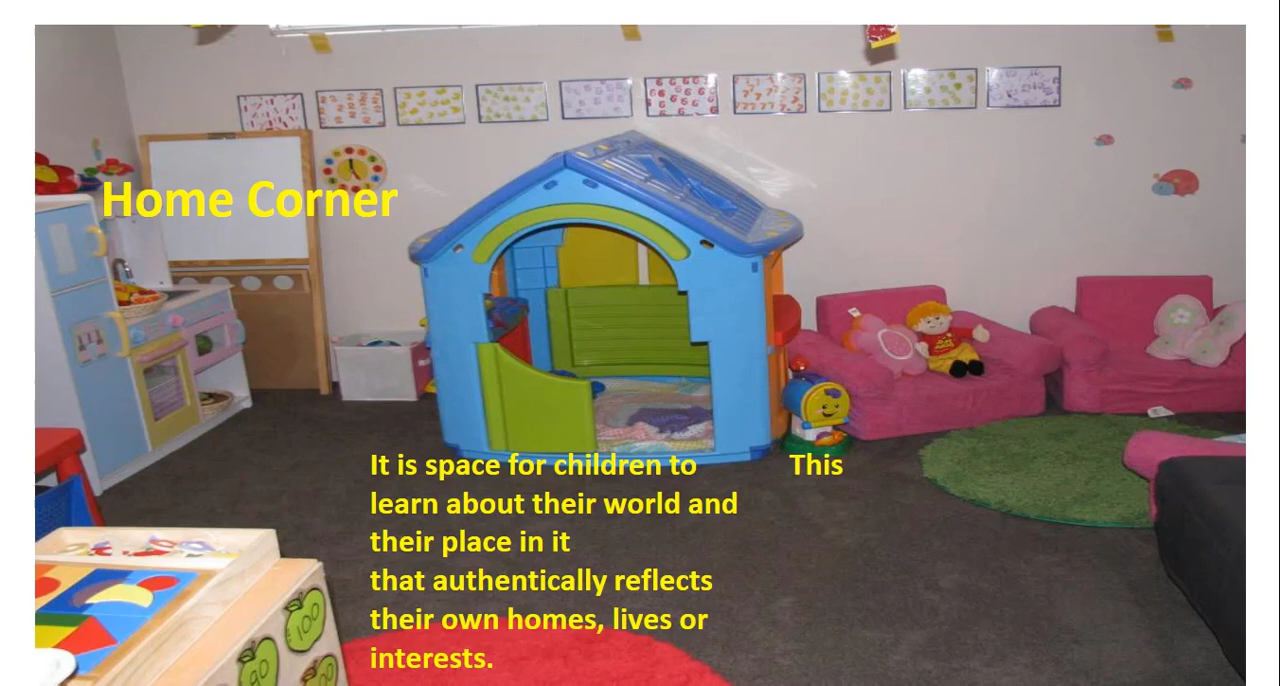 Home Corner
It is space for children to
This
learn about their world and
their place in it
that authentically reflects
their own homes, lives or
interests.
100